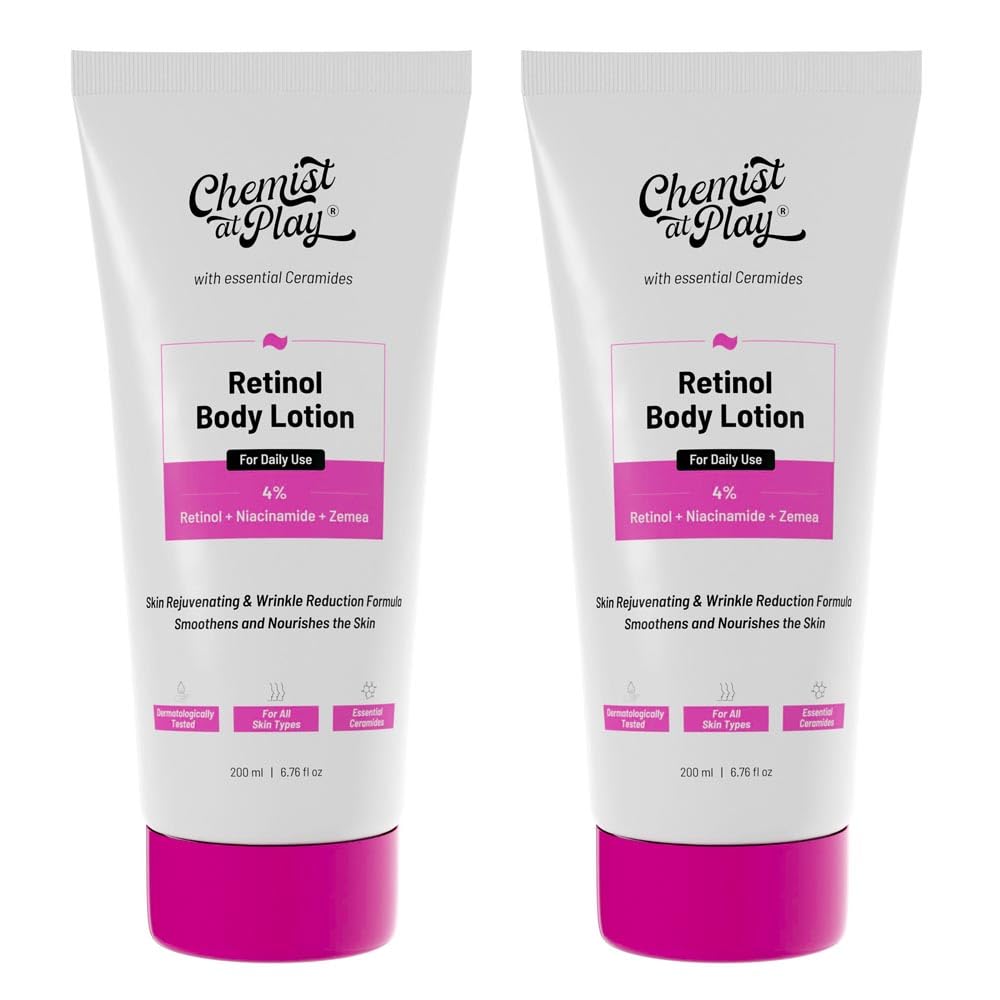 Chemist
at Play®
with essential Ceramides
Retinol
Body Lotion
For Daily Use
4%
Retinol + Niacinamide + Zemea
Skin Rejuvenating & Wrinkle Reduction Formula
Smoothens and Nourishes the Skin
Dermatologically
Tested
For All
Skin Types
Essential
Ceramides
200 ml | 6.76 fl oz
Chemist
at Play®
with essential Ceramides
Retinol
Body Lotion
For Daily Use
4%
Retinol + Niacinamide + Zemea
Skin Rejuvenating & Wrinkle Reduction Formula
Smoothens and Nourishes the Skin
Dermatologically
Tested
For All
Skin Types
Essential
Ceramides
200 ml | 6.76 fl oz